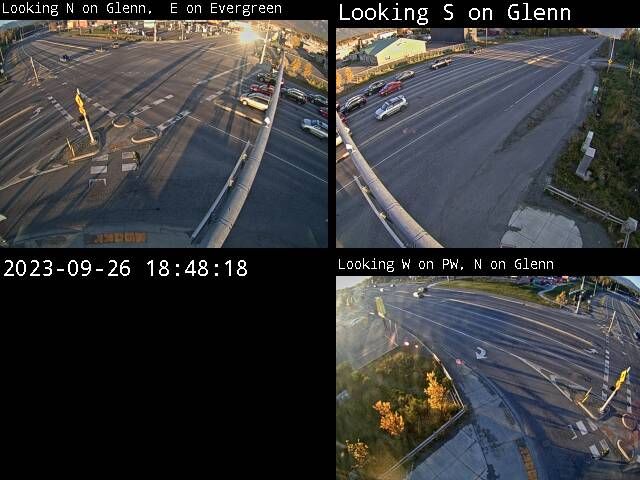 Looking N on Glenn,  E on Evergreen
Looking S on Glenn
2023-09-26 18:48:18
Looking W on PW, N on Glenn